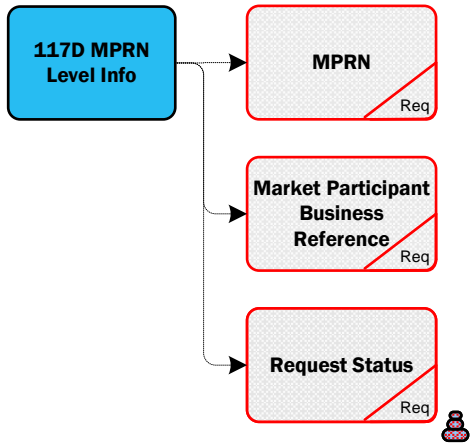 117D MPRN
Level Info
MPRN
Req
Market Participant
Business
Reference
Req
Request Status
Req